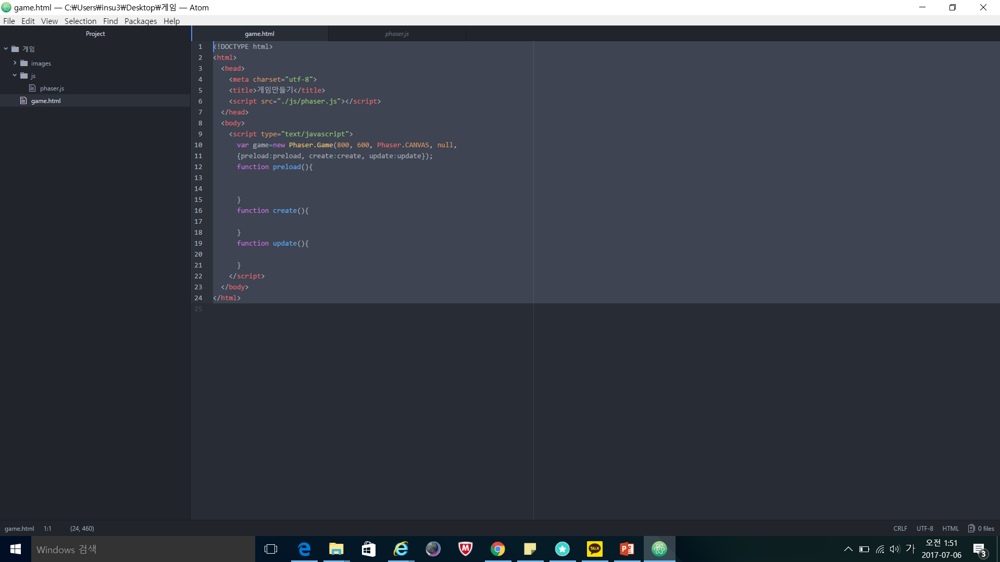 game.html — C:₩Users₩insu3₩Desktop₩게임 — Atom
File Edit View Selection Find Packages Help
Project
게임
images
js
phaser.js
game.html
game.html phaser.js
1 <!DOCTYPE html>
2 <html>
3 <head>
4 <meta charset="utf-8">
5 <title>게임만들기</title>
6 <script src="./js/phaser.js"></script>
7 </head>
8 <body>
9 <script type="text/javascript">
10 var game=new Phaser.Game(800, 600, Phaser.CANVAS, null,
11 {preload:preload, create:create, update:update});
12 function preload(){
13
14
15 }
16 function create(){
17
18 }
19 function update(){
20
21 }
22 </script>
23 </body>
24 </html>
25
game.html 1:1 (24, 460) CRLF UTF-8 HTML 0 files
Windows 검색
TALK
가
오전 1:51
2017-07-06
3